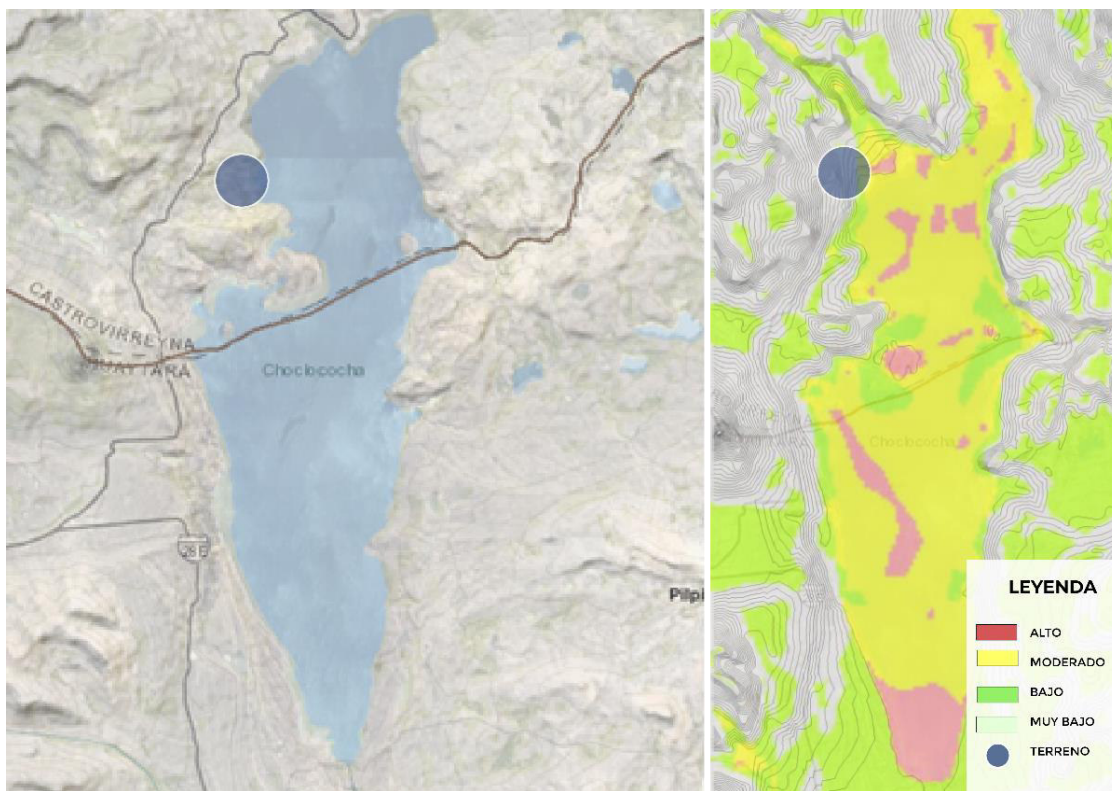 CASTROVIRREYNA
HUAYTARA
Choclococha
28E
Pilpi
Choclococha
LEYENDA
ALTO
MODERADO
BAJO
MUY BAJO
TERRENO